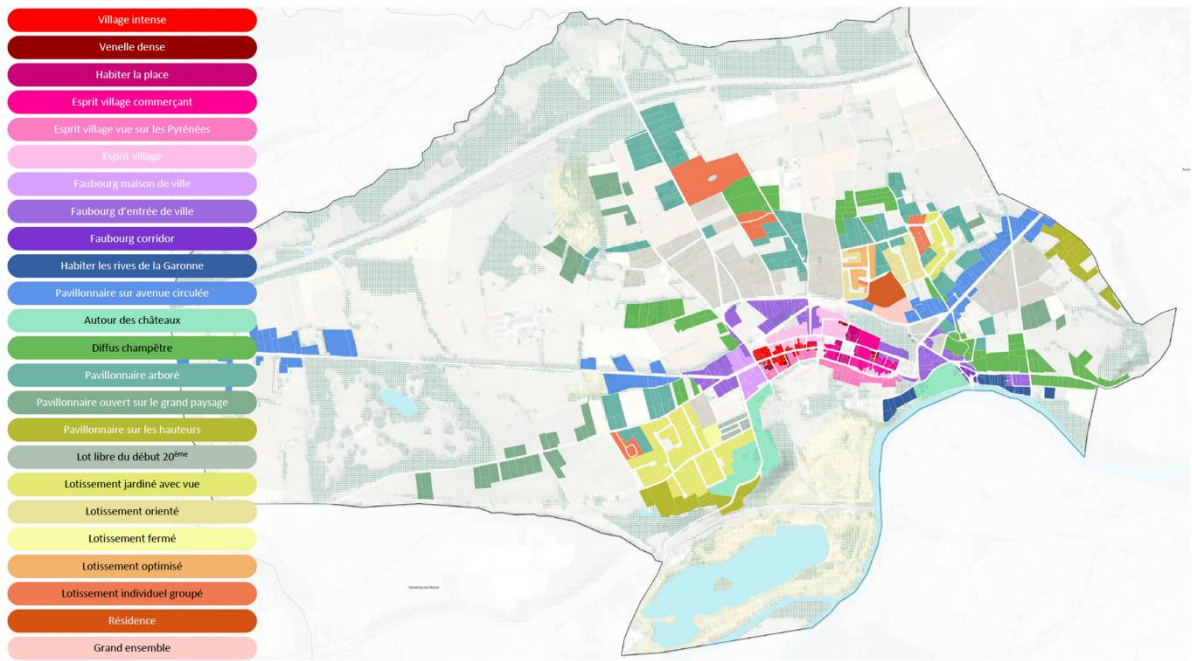 Village intense
Venelle dense
Habiter la place
Esprit village commerçant
Esprit village vue sur les Pyrénées
Esprit village
Faubourg maison de ville
Faubourg d'entrée de ville
Faubourg corridor
Habiter les rives de la Garonne
Pavillonnaire sur avenue circulée
Autour des châteaux
Diffus champêtre
Pavillonnaire arboré
Pavillonnaire ouvert sur le grand paysage
Pavillonnaire sur les hauteurs
Lot libre du début 20ème
Lotissement jardiné avec vue
Lotissement orienté
Lotissement fermé
Lotissement optimisé
Lotissement individuel groupé
Résidence
Grand ensemble